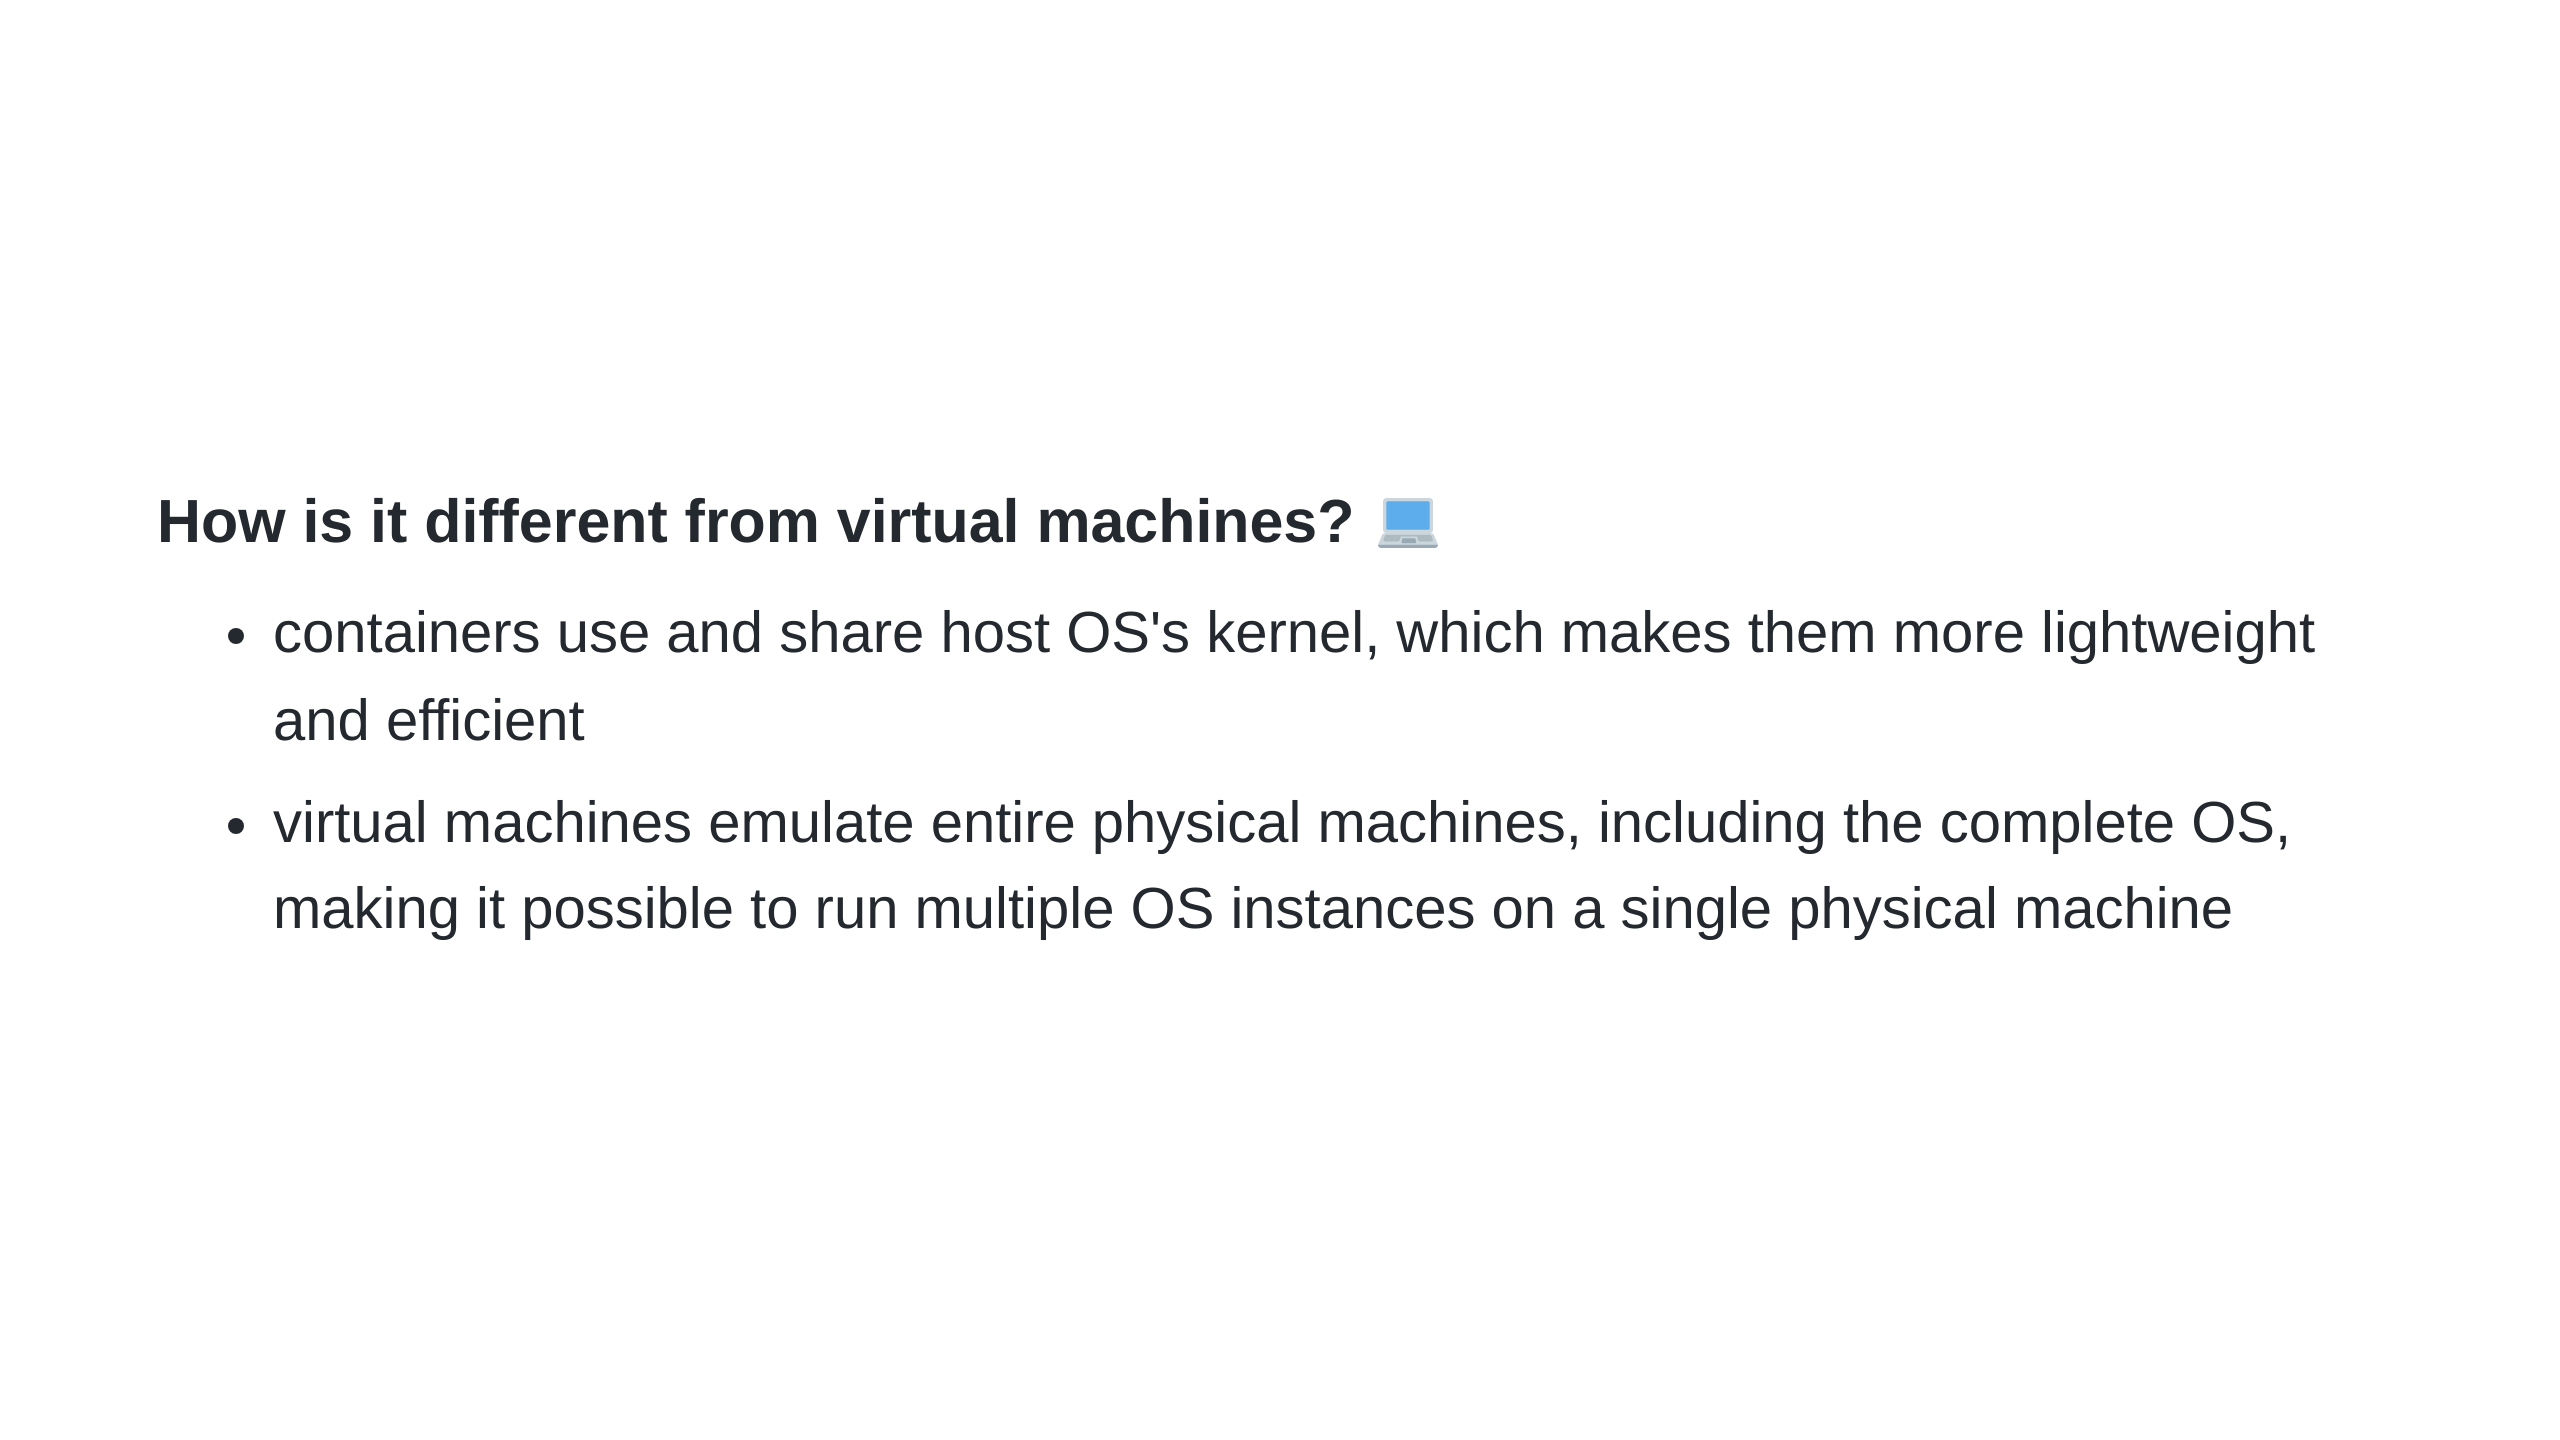 How is it different from virtual machines? 💻
containers use and share host OS's kernel, which makes them more lightweight
and efficient
virtual machines emulate entire physical machines, including the complete OS,
making it possible to run multiple OS instances on a single physical machine